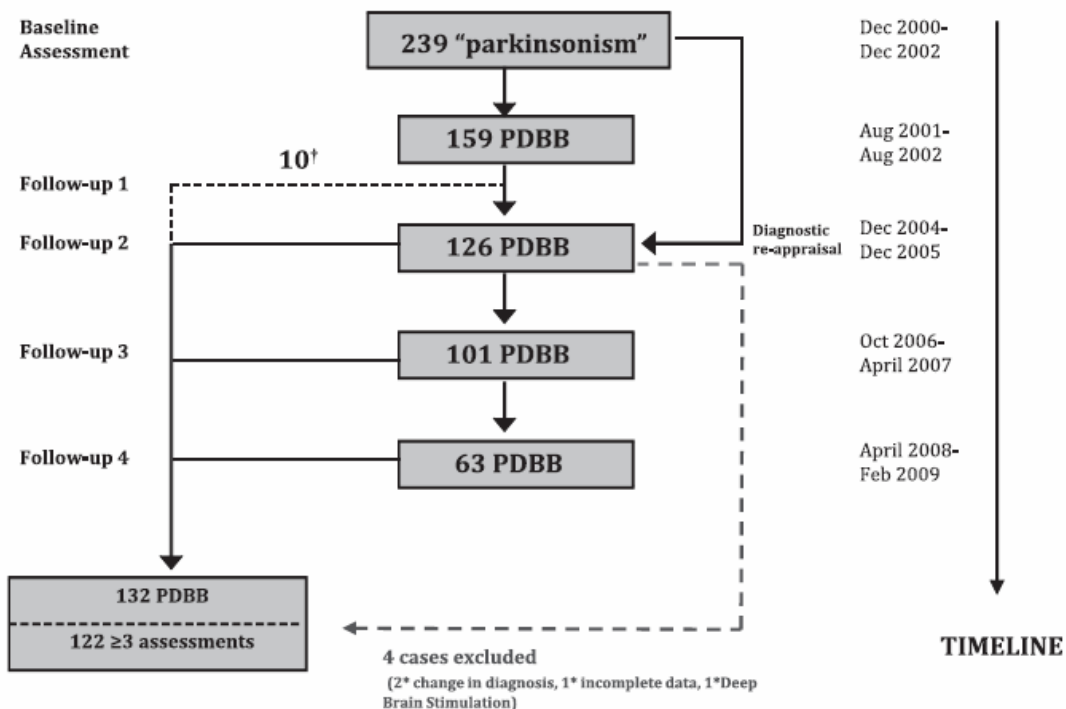 Baseline
Assessment
239 “parkinsonism”
Dec 2000-
Dec 2002
159 PDBB
Aug 2001-
Aug 2002
10†
Follow-up 1
Follow-up 2
126 PDBB
Diagnostic
re-appraisal
Dec 2004-
Dec 2005
Follow-up 3
101 PDBB
Oct 2006-
April 2007
Follow-up 4
63 PDBB
April 2008-
Feb 2009
132 PDBB
122 ≥3 assessments
4 cases excluded
(2* change in diagnosis, 1* incomplete data, 1*Deep
Brain Stimulation)
TIMELINE